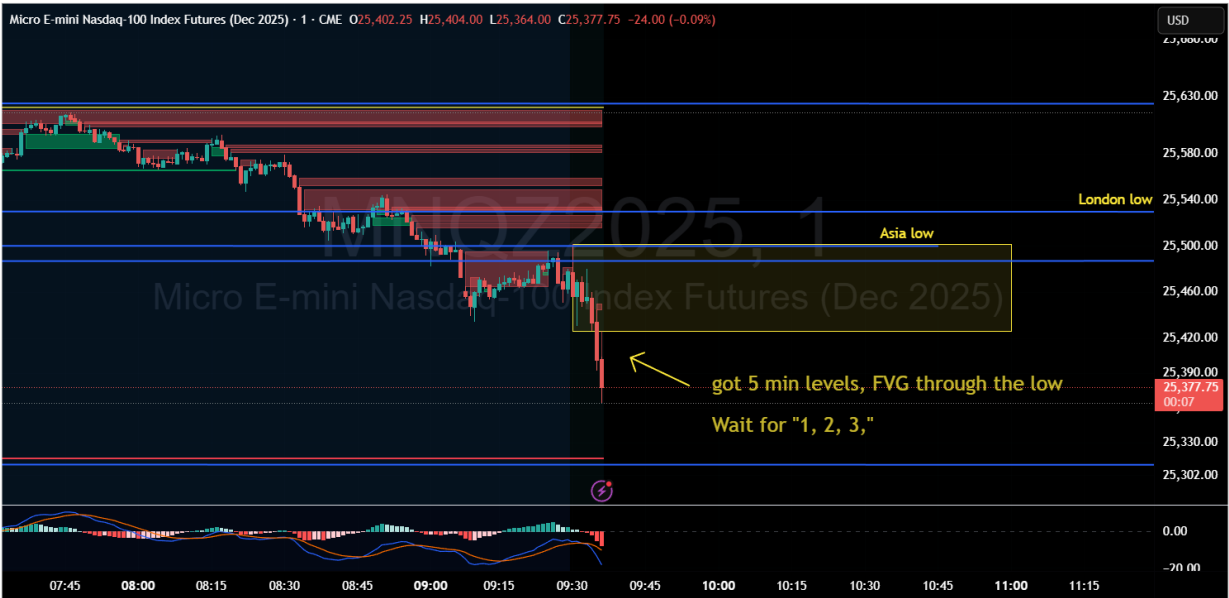 Micro E-mini Nasdaq-100 Index Futures (Dec 2025) · 1 · CME O25,402.25 H25,404.00 L25,364.00 C25,377.75 −24.00 (−0.09%)
USD
25,680.00
25,630.00
25,580.00
25,540.00
London low
Asia low
25,500.00
MNQZ2025, 1
Micro E-mini Nasdaq-100 Index Futures (Dec 2025)
25,460.00
25,420.00
25,390.00
got 5 min levels, FVG through the low
25,377.75
00:07
Wait for "1, 2, 3,"
25,330.00
25,302.00
0.00
−20.00
07:45 08:00 08:15 08:30 08:45 09:00 09:15 09:30 09:45 10:00 10:15 10:30 10:45 11:00 11:15